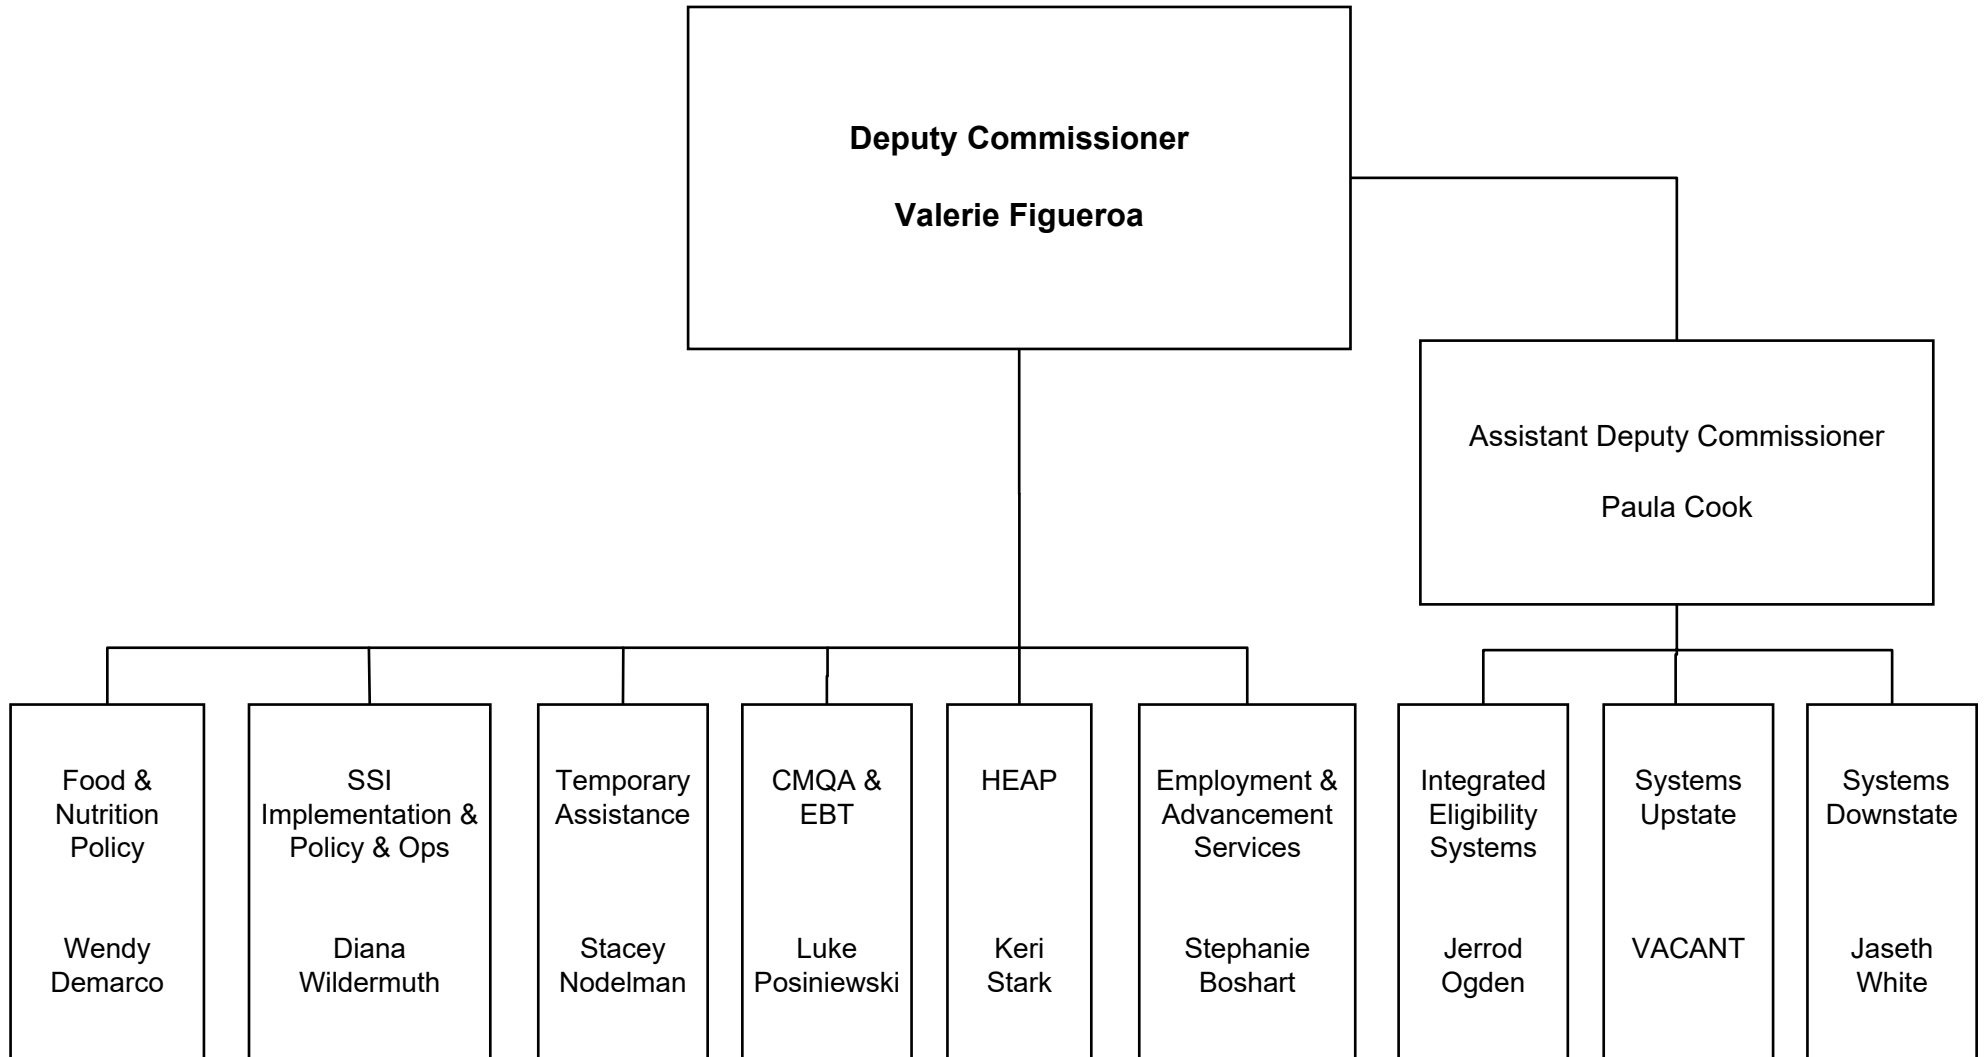 Deputy Commissioner
Valerie Figueroa
Assistant Deputy Commissioner
Paula Cook
Food &
Nutrition
Policy
Wendy
Demarco
SSI
Implementation &
Policy & Ops
Diana
Wildermuth
Temporary
Assistance
Stacey
Nodelman
CMQA &
EBT
Luke
Posiniewski
HEAP
Keri
Stark
Employment &
Advancement
Services
Stephanie
Boshart
Integrated
Eligibility
Systems
Jerrod
Ogden
Systems
Upstate
VACANT
Systems
Downstate
Jaseth
White